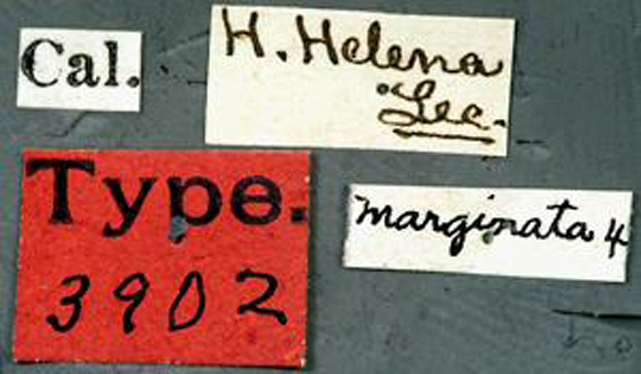 Cal.
H. Helena
Lec.
Type.
3902
marginata 4